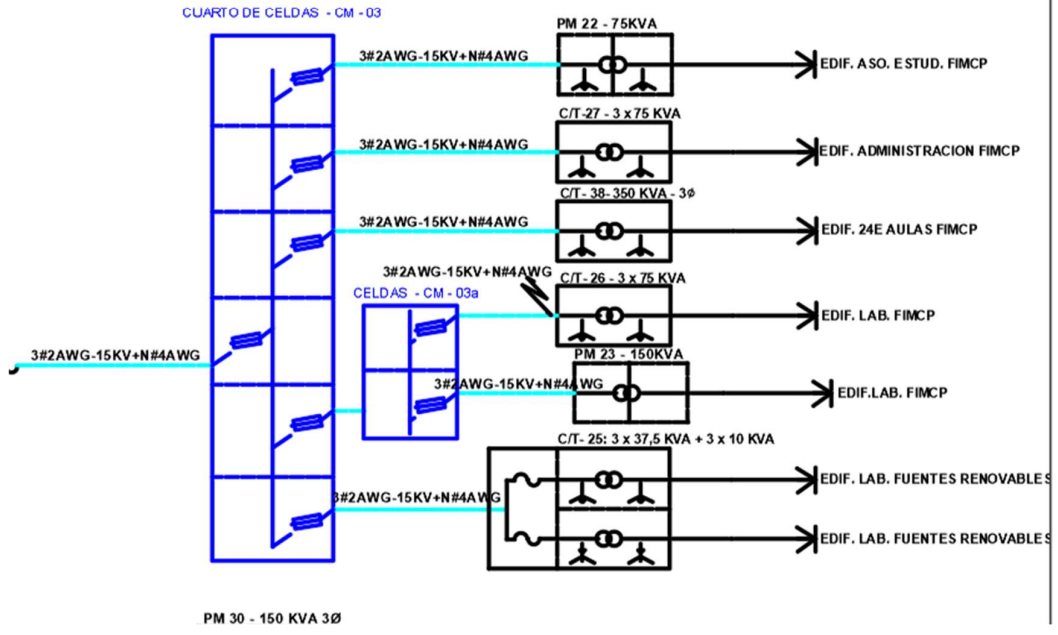 CUARTO DE CELDAS - CM - 03
PM 22 - 75KVA
3#2AWG-15KV+N#4AWG
EDIF. ASO. ESTUD. FIMCP
C/T-27 - 3 x 75 KVA
3#2AWG-15KV+N#4AWG
EDIF. ADMINISTRACION FIMCP
C/T- 38- 350 KVA - 3ø
3#2AWG-15KV+N#4AWG
EDIF. 24E AULAS FIMCP
3#2AWG-15KV+N#4AWG
C/T- 26 - 3 x 75 KVA
CELDAS - CM - 03a
EDIF. LAB. FIMCP
3#2AWG-15KV+N#4AWG
PM 23 - 150KVA
3#2AWG-15KV+N#4AWG
EDIF.LAB. FIMCP
C/T- 25: 3 x 37,5 KVA + 3 x 10 KVA
EDIF. LAB. FUENTES RENOVABLES
3#2AWG-15KV+N#4AWG
EDIF. LAB. FUENTES RENOVABLES
PM 30 - 150 KVA 3Ø